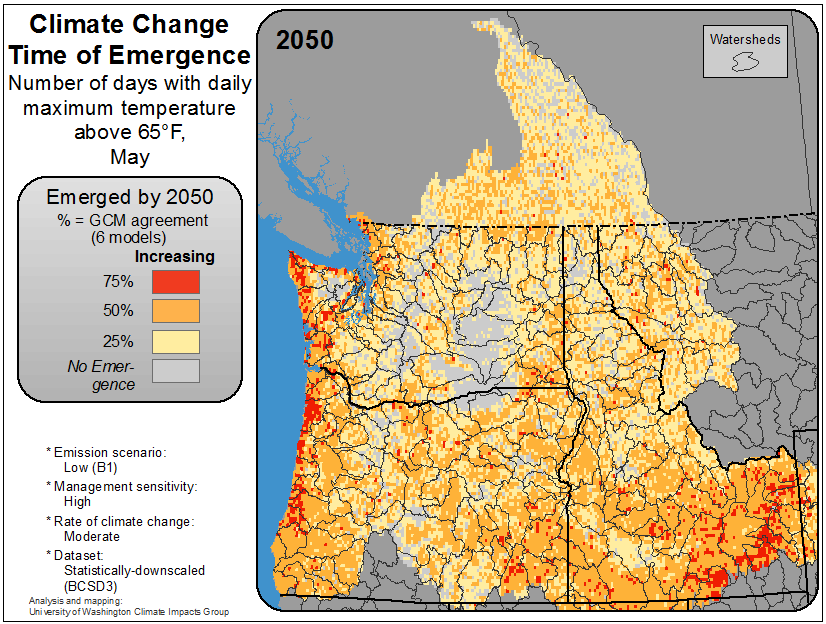 Climate Change
Time of Emergence
Number of days with daily
maximum temperature
above 65°F,
May
Emerged by 2050
% = GCM agreement
(6 models)
Increasing
75%
50%
25%
No Emer-
gence
* Emission scenario:
Low (B1)
* Management sensitivity:
High
* Rate of climate change:
Moderate
* Dataset:
Statistically-downscaled
(BCSD3)
Analysis and mapping:
University of Washington Climate Impacts Group
2050
Watersheds